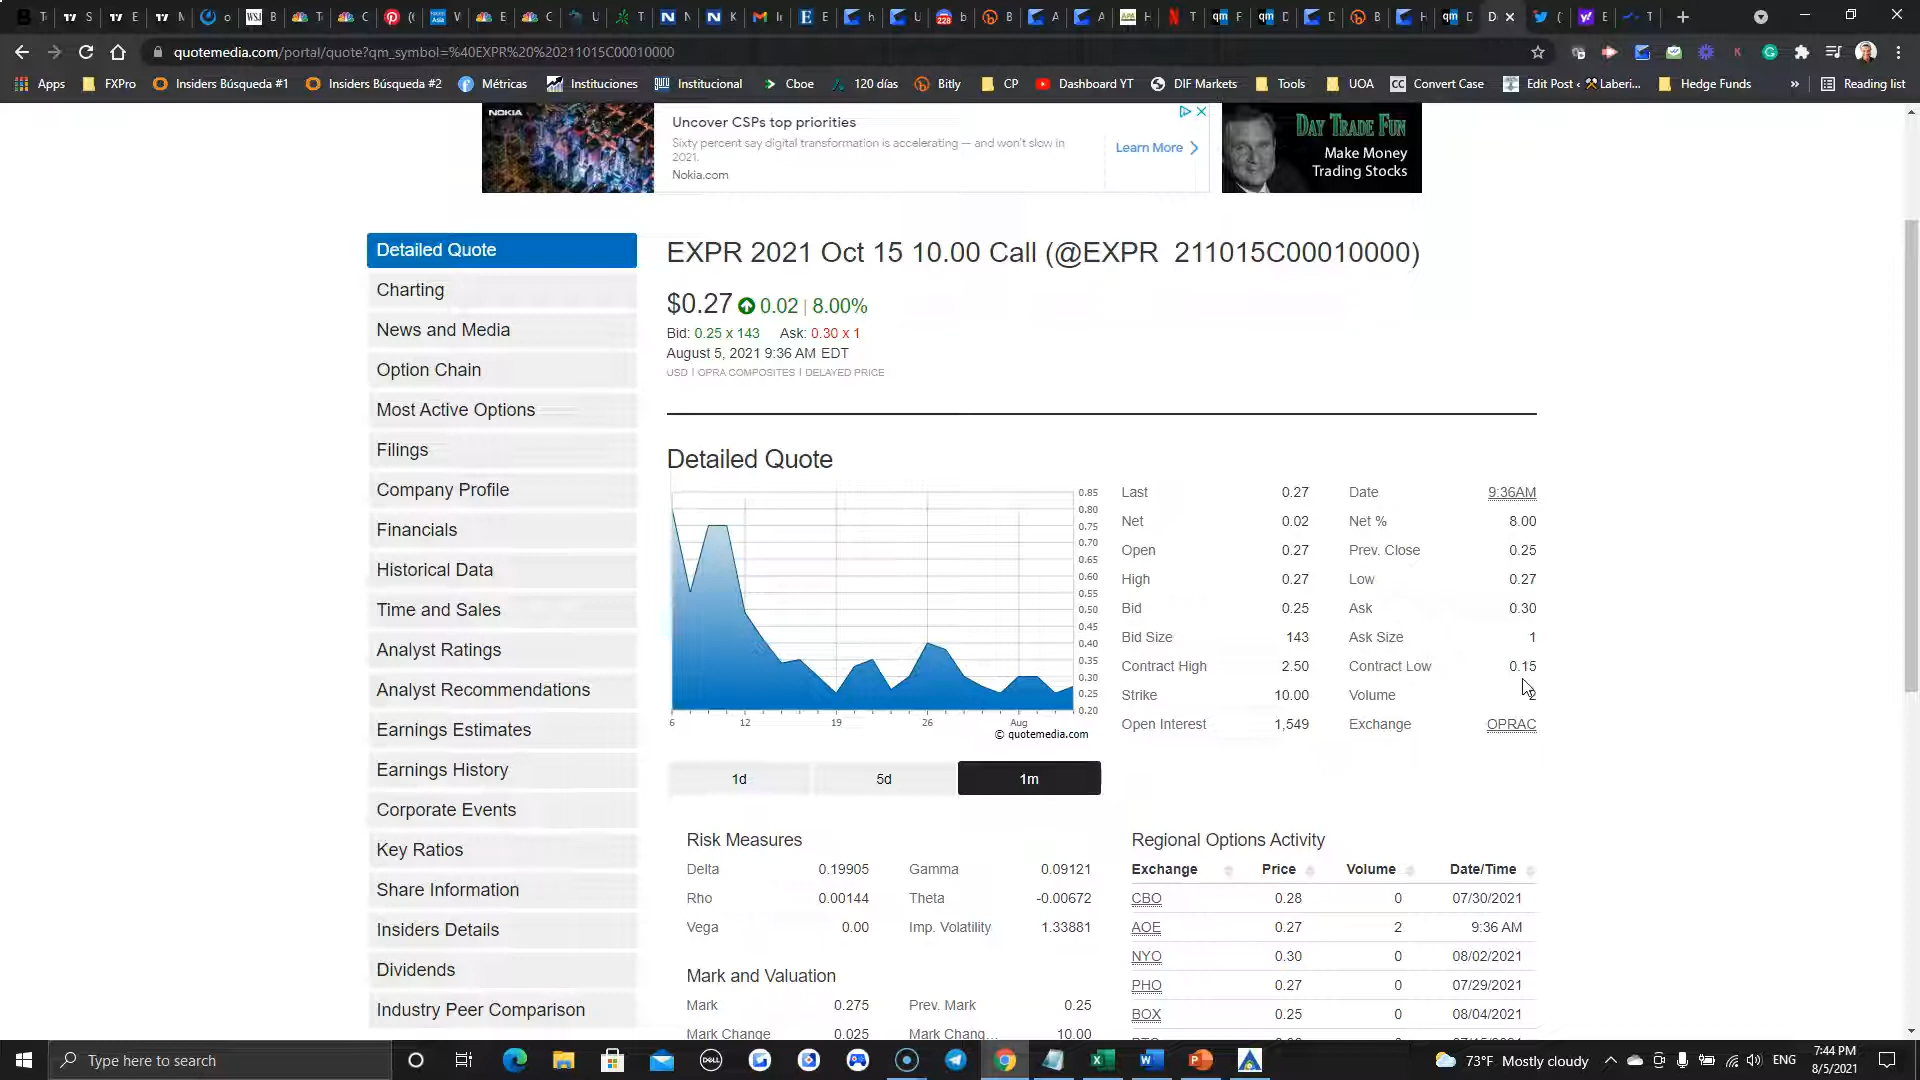 quotemedia.com/portal/quote?qm_symbol=%40EXPR%20%20211015C00010000
Apps FXPro Insiders Búsqueda #1 Insiders Búsqueda #2 Métricas Instituciones Institucional Cboe 120 días Bitly CP Dashboard YT DIF Markets Tools UOA Convert Case Edit Post ‹ Laberi... Hedge Funds » Reading list
NOKIA
Uncover CSPs top priorities
Sixty percent say digital transformation is accelerating — and won't slow in
2021.
Nokia.com
Learn More
DAY TRADE FUN
Make Money
Trading Stocks
Detailed Quote
Charting
News and Media
Option Chain
Most Active Options
Filings
Company Profile
Financials
Historical Data
Time and Sales
Analyst Ratings
Analyst Recommendations
Earnings Estimates
Earnings History
Corporate Events
Key Ratios
Share Information
Insiders Details
Dividends
Industry Peer Comparison
EXPR 2021 Oct 15 10.00 Call (@EXPR 211015C00010000)
$0.27 0.02 | 8.00%
Bid: 0.25 x 143 Ask: 0.30 x 1
August 5, 2021 9:36 AM EDT
USD | OPRA COMPOSITES | DELAYED PRICE
Detailed Quote
0.85
0.80
0.75
0.70
0.65
0.60
0.55
0.50
0.45
0.40
0.35
0.30
0.25
0.20
6 12 19 26 Aug
© quotemedia.com
1d 5d 1m
Last 0.27 Date 9:36AM
Net 0.02 Net % 8.00
Open 0.27 Prev. Close 0.25
High 0.27 Low 0.27
Bid 0.25 Ask 0.30
Bid Size 143 Ask Size 1
Contract High 2.50 Contract Low 0.15
Strike 10.00 Volume 2
Open Interest 1,549 Exchange OPRAC
Risk Measures
Delta 0.19905 Gamma 0.09121
Rho 0.00144 Theta -0.00672
Vega 0.00 Imp. Volatility 1.33881
Mark and Valuation
Mark 0.275 Prev. Mark 0.25
Mark Change 0.025 Mark Chang... 10.00
Regional Options Activity
Exchange Price Volume Date/Time
CBO 0.28 0 07/30/2021
AOE 0.27 2 9:36 AM
NYO 0.30 0 08/02/2021
PHO 0.27 0 07/29/2021
BOX 0.25 0 08/04/2021
Type here to search
73°F Mostly cloudy
ENG
7:44 PM
8/5/2021